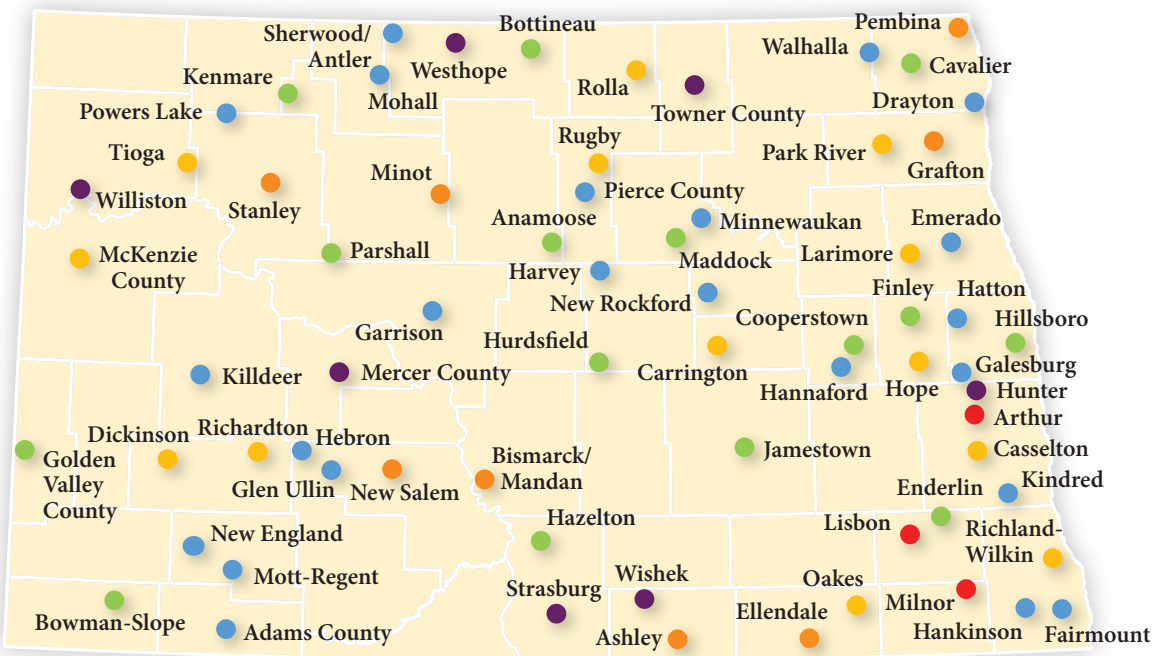 Sherwood/
Antler
Westhope
Bottineau
Pembina
Walhalla
Cavalier
Kenmare
Mohall
Rolla
Towner County
Drayton
Powers Lake
Rugby
Park River
Grafton
Tioga
Minot
Williston
Stanley
Pierce County
Anamoose
Minnewaukan
Emerado
McKenzie
County
Parshall
Maddock
Larimore
Harvey
New Rockford
Finley
Hatton
Garrison
Cooperstown
Hillsboro
Hurdsfield
Killdeer
Mercer County
Carrington
Hannaford
Hope
Galesburg
Hunter
Arthur
Dickinson
Richardton
Hebron
Golden
Valley
County
Glen Ullin
New Salem
Bismarck/
Mandan
Jamestown
Casselton
Enderlin
Kindred
New England
Hazelton
Lisbon
Richland-
Wilkin
Mott-Regent
Strasburg
Wishek
Oakes
Milnor
Bowman-Slope
Adams County
Ashley
Ellendale
Hankinson
Fairmount